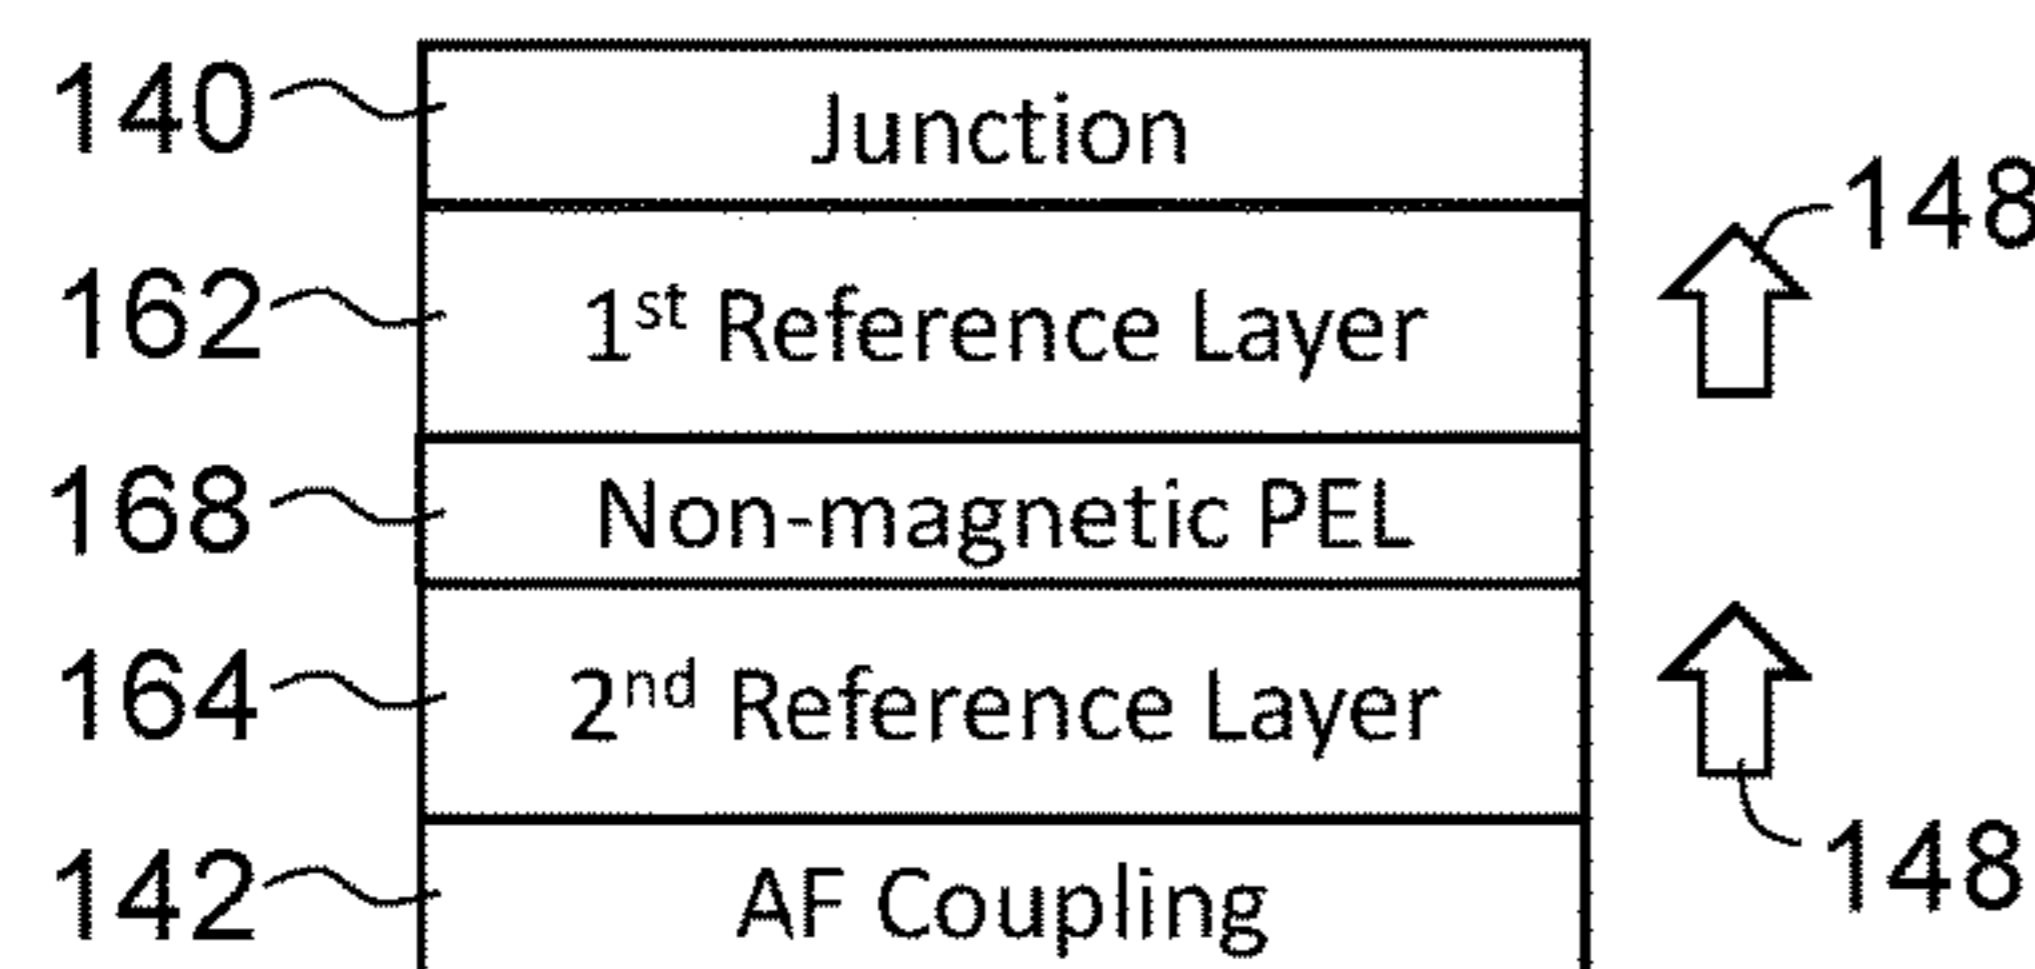 140 Junction
148
162 1st Reference Layer
168 Non-magnetic PEL
164 2nd Reference Layer
148
142 AF Coupling